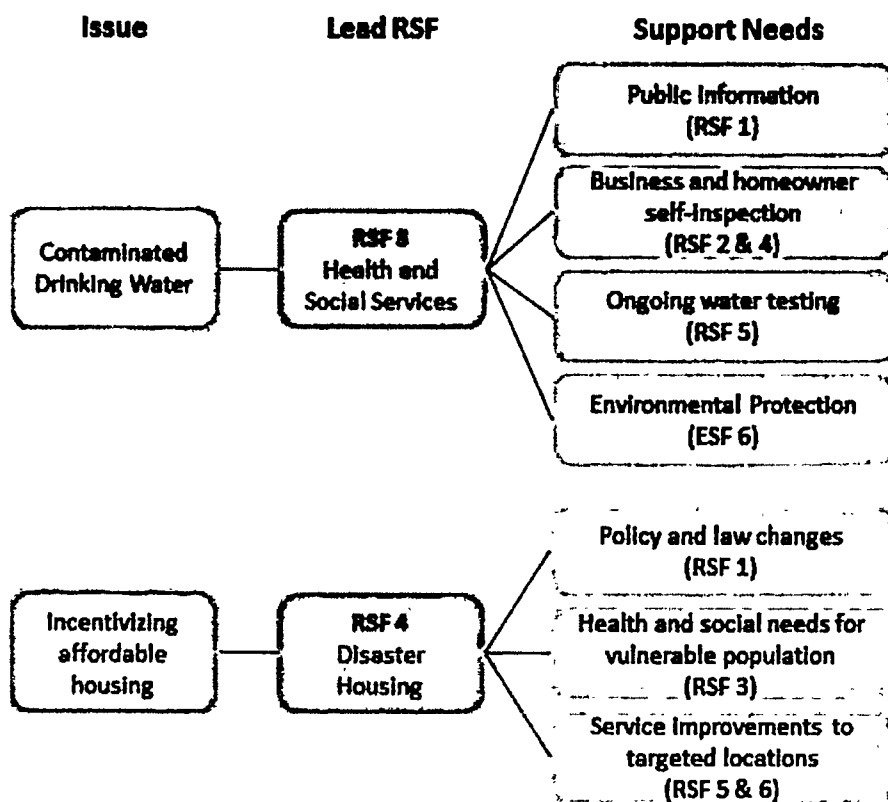 Issue
Lead RSF
Support Needs
Contaminated
Drinking Water
RSF
Health and
Social Services
Public Information
(RSF 1)
Business and homeowner
self-inspection
(RSF 2 & 4)
Ongoing water testing
(RSF 5)
Environmental Protection
(ESF 6)
Incentivizing
affordable
housing
RSF 4
Disaster
Housing
Policy and law changes
(RSF 1)
Health and social needs for
vulnerable population
(RSF 3)
Service improvements to
targeted locations
(RSF 5 & 6)